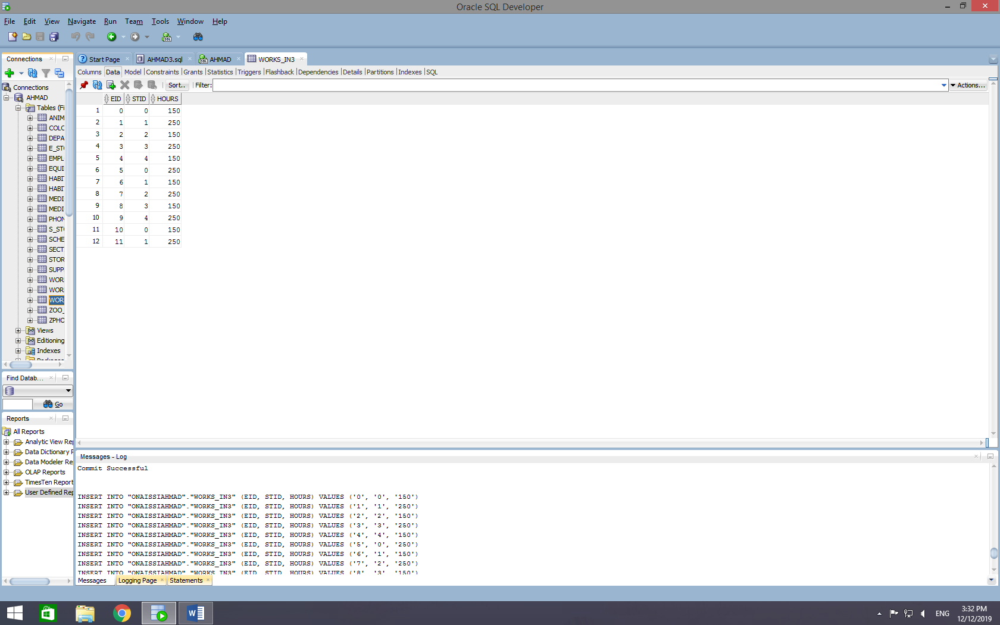 Oracle SQL Developer
File Edit View Navigate Run Team Tools Window Help
Connections
Connections
AHMAD
Tables (Fi
ANIM
COLO
DEPA
E_STO
EMPL
EQUI
HABI
HABI
MEDI
MEDI
PHON
S_STO
SCHE
SECT
STOR
SUPP
WOR
WOR
WOR
ZOO_
ZPHO
Views
Editioning
Indexes
Find Datab...
Go
Reports
All Reports
Analytic View Rep
Data Dictionary R
Data Modeler Re
OLAP Reports
TimesTen Report
User Defined Rep
Start Page AHMAD3.sql AHMAD WORKS_IN3
Columns Data Model Constraints Grants Statistics Triggers Flashback Dependencies Details Partitions Indexes SQL
Sort.. Filter: Actions...
EID STID HOURS
1 0 0 150
2 1 1 250
3 2 2 150
4 3 3 250
5 4 4 150
6 5 0 250
7 6 1 150
8 7 2 250
9 8 3 150
10 9 4 250
11 10 0 150
12 11 1 250
Messages - Log
Commit Successful
INSERT INTO "ONAISSIAHMAD"."WORKS_IN3" (EID, STID, HOURS) VALUES ('0', '0', '150')
INSERT INTO "ONAISSIAHMAD"."WORKS_IN3" (EID, STID, HOURS) VALUES ('1', '1', '250')
INSERT INTO "ONAISSIAHMAD"."WORKS_IN3" (EID, STID, HOURS) VALUES ('2', '2', '150')
INSERT INTO "ONAISSIAHMAD"."WORKS_IN3" (EID, STID, HOURS) VALUES ('3', '3', '250')
INSERT INTO "ONAISSIAHMAD"."WORKS_IN3" (EID, STID, HOURS) VALUES ('4', '4', '150')
INSERT INTO "ONAISSIAHMAD"."WORKS_IN3" (EID, STID, HOURS) VALUES ('5', '0', '250')
INSERT INTO "ONAISSIAHMAD"."WORKS_IN3" (EID, STID, HOURS) VALUES ('6', '1', '150')
INSERT INTO "ONAISSIAHMAD"."WORKS_IN3" (EID, STID, HOURS) VALUES ('7', '2', '250')
INSERT INTO "ONAISSIAHMAD"."WORKS_IN3" (EID, STID, HOURS) VALUES ('8', '3', '150')
Messages Logging Page Statements
ENG
3:32 PM
12/12/2019